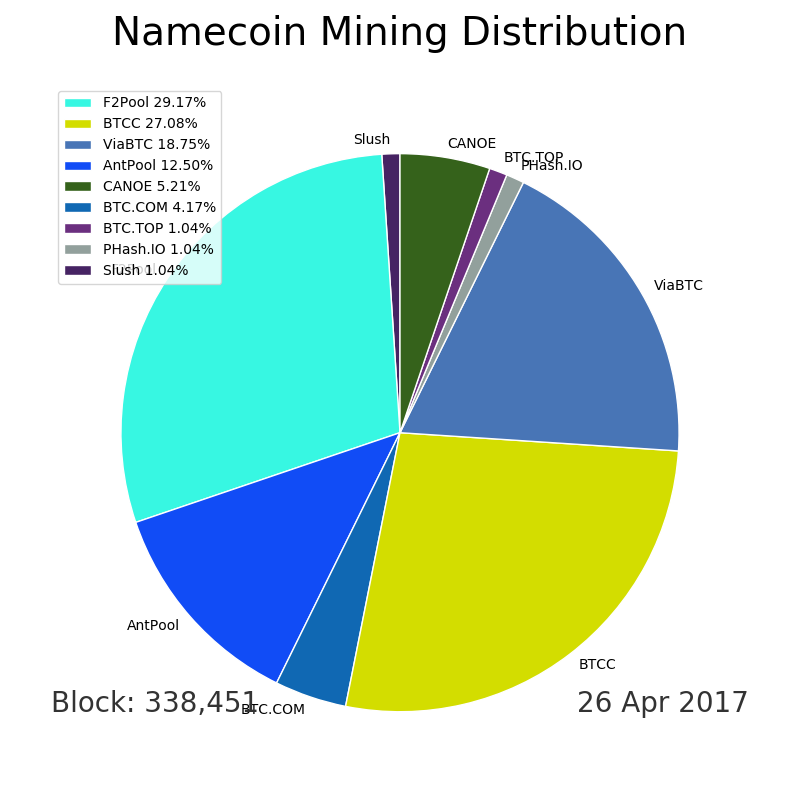 Namecoin Mining Distribution
F2Pool 29.17%
BTCC 27.08%
ViaBTC 18.75%
AntPool 12.50%
CANOE 5.21%
BTC.COM 4.17%
BTC.TOP 1.04%
PHash.IO 1.04%
Slush 1.04%
Slush
CANOE
BTC.TOP
PHash.IO
ViaBTC
F2Pool
AntPool
BTCC
Block: 338,451
BTC.COM
26 Apr 2017